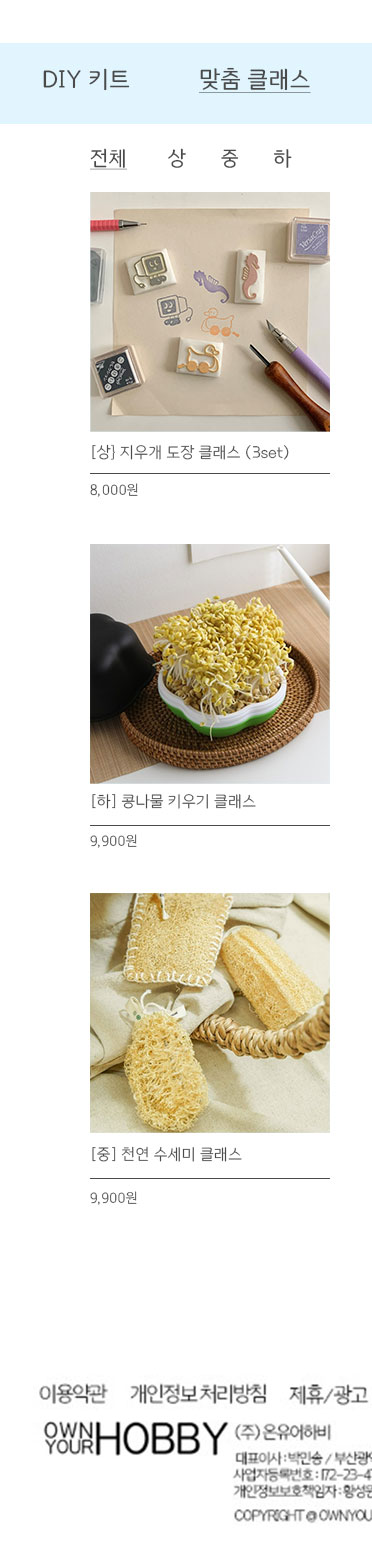 DIY 키트 맞춤 클래스
전체 상 중 하
VersaCraft
[상} 지우개 도장 클래스 (3set)
8,000원
[하] 콩나물 키우기 클래스
9,900원
[중] 천연 수세미 클래스
9,900원
이용약관 개인정보 처리방침 제휴/광고
OWN YOUR HOBBY (주) 온유어하비
대표이사 : 박민송 / 부산광역
사업자등록번호 : 172-23-4
개인정보보호책임자 : 황성문
COPYRIGHT @ OWNYOU